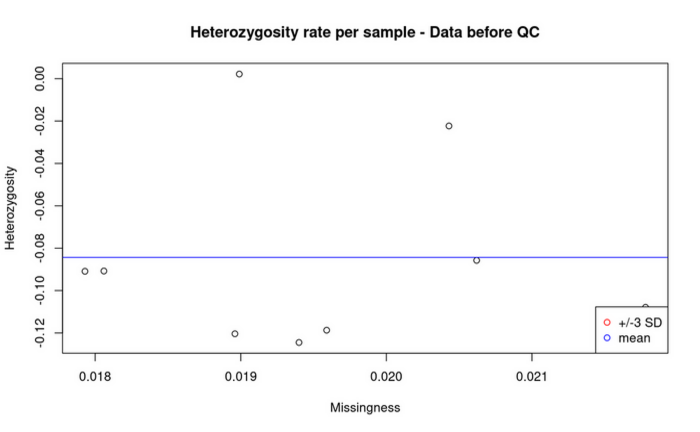 Heterozygosity rate per sample - Data before QC
Heterozygosity
0.00
-0.02
-0.04
-0.06
-0.08
-0.10
-0.12
0.018
0.019
0.020
0.021
Missingness
+/-3 SD
mean